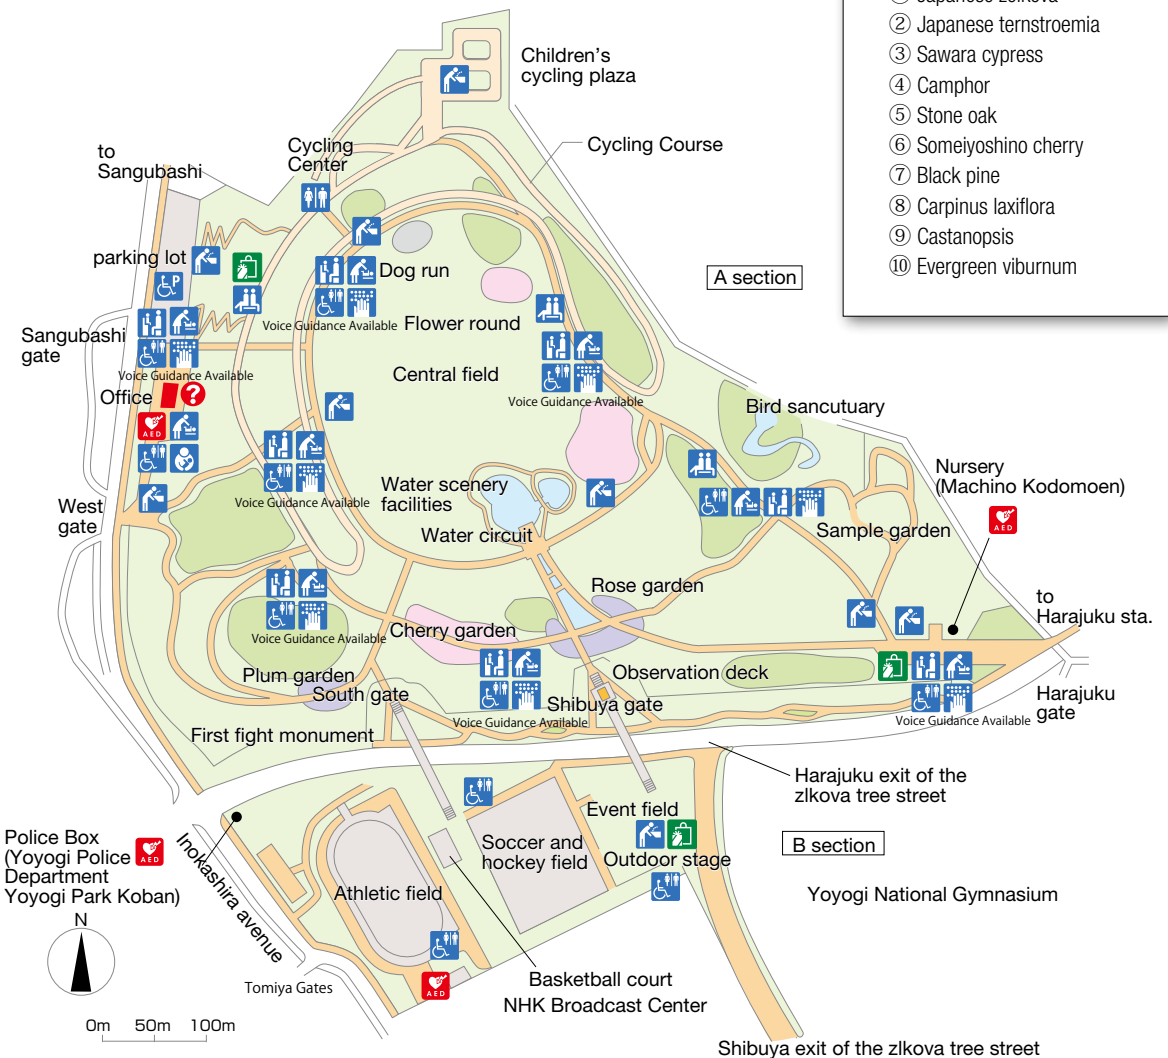 ① Japanese zelkova
② Japanese ternstroemia
③ Sawara cypress
④ Camphor
⑤ Stone oak
⑥ Someiyoshino cherry
⑦ Black pine
⑧ Carpinus laxiflora
⑨ Castanopsis
⑩ Evergreen viburnum
Children's
cycling plaza
Cycling Course
Cycling
Center
to
Sangubashi
parking lot
P
Dog run
Voice Guidance Available
Flower round
A section
Sangubashi
gate
Voice Guidance Available
Central field
Office
?
AED
Voice Guidance Available
Bird sancutuary
Nursery
(Machino Kodomoen)
AED
Voice Guidance Available
West
gate
Water scenery
facilities
Water circuit
Sample garden
Rose garden
to
Harajuku sta.
Voice Guidance Available
Cherry garden
Plum garden
South gate
Observation deck
Shibuya gate
Voice Guidance Available
Harajuku
gate
Voice Guidance Available
First fight monument
Harajuku exit of the
zlkova tree street
Event field
B section
Police Box
(Yoyogi Police
Department
Yoyogi Park Koban)
AED
Inokashira avenue
Soccer and
hockey field
Outdoor stage
Athletic field
Yoyogi National Gymnasium
N
AED
Basketball court
NHK Broadcast Center
Tomiya Gates
0m 50m 100m
Shibuya exit of the zlkova tree street